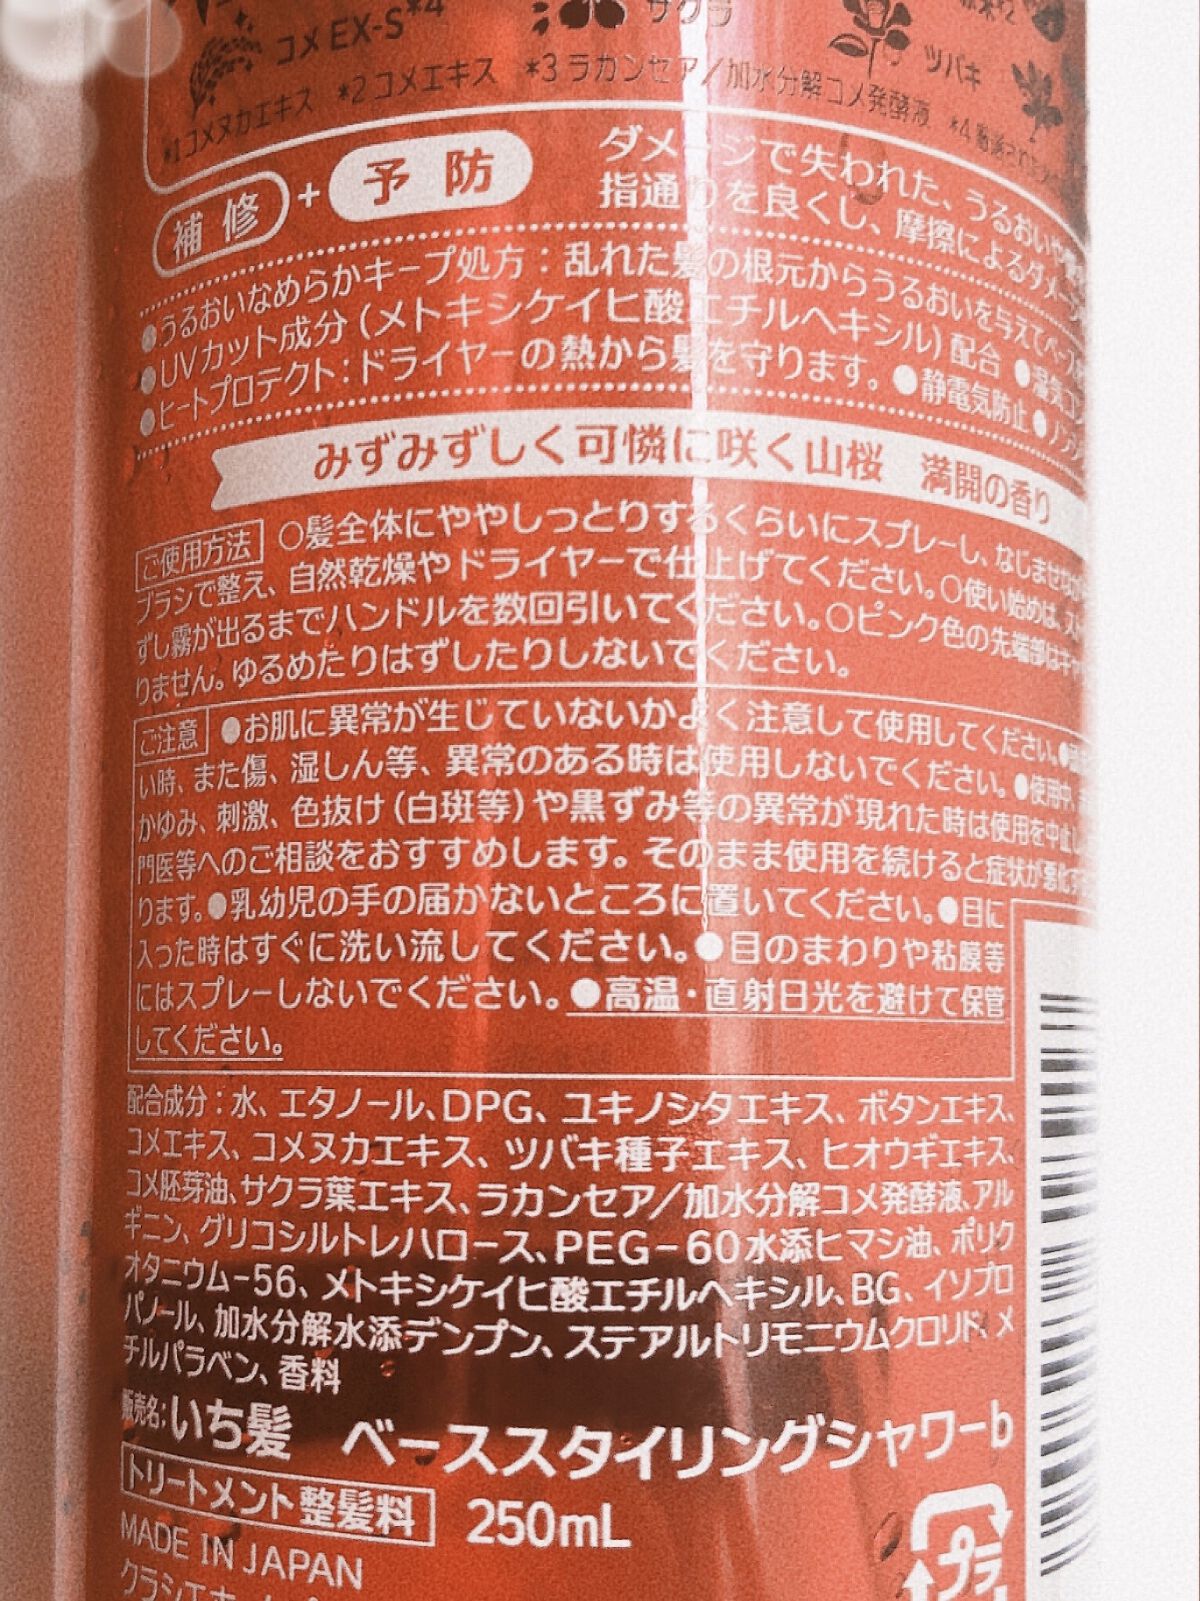 コメEX-S*4
サクラ
ツバキ
*1コメヌカエキス *2コメエキス *3ラカンセア/加水分解コメ発酵液
補修+予防
ダメージで失われた、うるおいや
指通りを良くし、摩擦によるダメージ
●うるおいなめらかキープ処方：乱れた髪の根元からうるおいを与えてベース
●UVカット成分(メトキシケイヒ酸エチルヘキシル)配合 ●湿気コン
●ヒートプロテクト：ドライヤーの熱から髪を守ります。●静電気防止●ノンシ
みずみずしく可憐に咲く山桜 満開の香り
ご使用方法 ○髪全体にややしっとりするくらいにスプレーし、なじませ
ブラシで整え、自然乾燥やドライヤーで仕上げてください。○使い始めは、
ずし霧が出るまでハンドルを数回引いてください。○ピンク色の先端部は
りません。ゆるめたりはずしたりしないでください。
ご注意 ●お肌に異常が生じていないかよく注意して使用してください。●
い時、また傷、湿しん等、異常のある時は使用しないでください。●使用中、
かゆみ、刺激、色抜け(白斑等)や黒ずみ等の異常が現れた時は使用を中止
門医等へのご相談をおすすめします。そのまま使用を続けると症状が悪化
ります。●乳幼児の手の届かないところに置いてください。●目に
入った時はすぐに洗い流してください。●目のまわりや粘膜等
にはスプレーしないでください。●高温・直射日光を避けて保管
してください。
配合成分：水、エタノール、DPG、ユキノシタエキス、ボタンエキス、
コメエキス、コメヌカエキス、ツバキ種子エキス、ヒオウギエキス、
コメ胚芽油、サクラ葉エキス、ラカンセア/加水分解コメ発酵液、アル
ギニン、グリコシルトレハロース、PEG-60水添ヒマシ油、ポリク
オタニウム-56、メトキシケイヒ酸エチルヘキシル、BG、イソプロ
パノール、加水分解水添デンプン、ステアルトリモニウムクロリド、メ
チルパラベン、香料
販売名：いち髪 ベーススタイリングシャワーb
トリートメント整髪料 250mL
MADE IN JAPAN
プラ